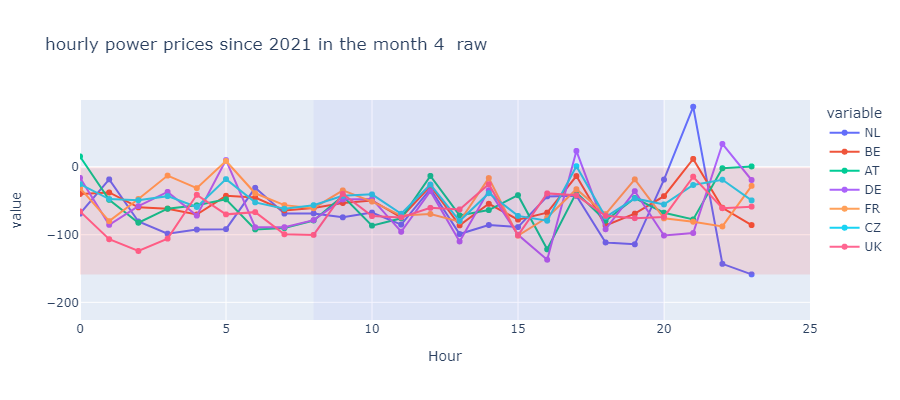 hourly power prices since 2021 in the month 4  raw
variable
NL
BE
AT
DE
FR
CZ
UK
value
0
−100
−200
0
5
10
15
20
25
Hour